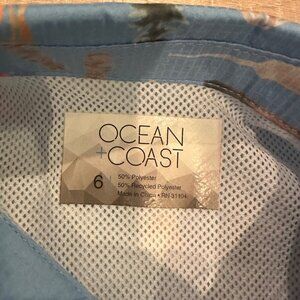 OCEAN
+COAST
6 50% Polyester
50% Recycled Polyester
Made in China • RN 31104